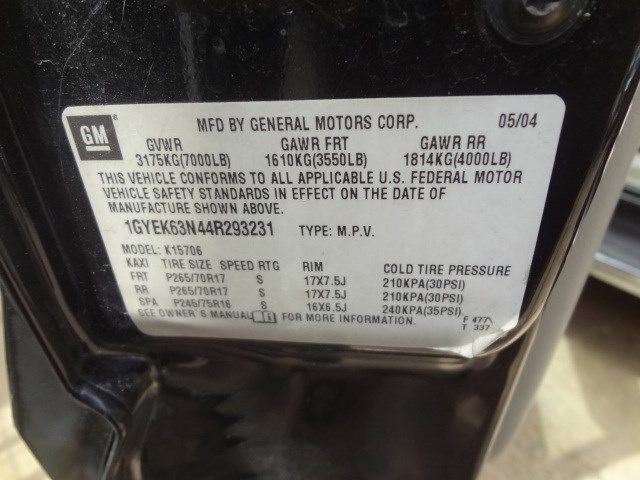 GM
MFD BY GENERAL MOTORS CORP. 05/04
GVWR GAWR FRT GAWR RR
3175KG(7000LB) 1610KG(3550LB) 1814KG(4000LB)
THIS VEHICLE CONFORMS TO ALL APPLICABLE U.S. FEDERAL MOTOR
VEHICLE SAFETY STANDARDS IN EFFECT ON THE DATE OF
MANUFACTURE SHOWN ABOVE.
1GYEK63N44R293231 TYPE: M.P.V.
MODEL: K15706
KAXI TIRE SIZE SPEED RTG RIM COLD TIRE PRESSURE
FRT P265/70R17 S 17X7.5J 210KPA(30PSI)
RR P265/70R17 S 17X7.5J 210KPA(30PSI)
SPA P245/75R16 S 16X6.5J 240KPA(35PSI)
SEE OWNER'S MANUAL FOR MORE INFORMATION. F 477
T 337